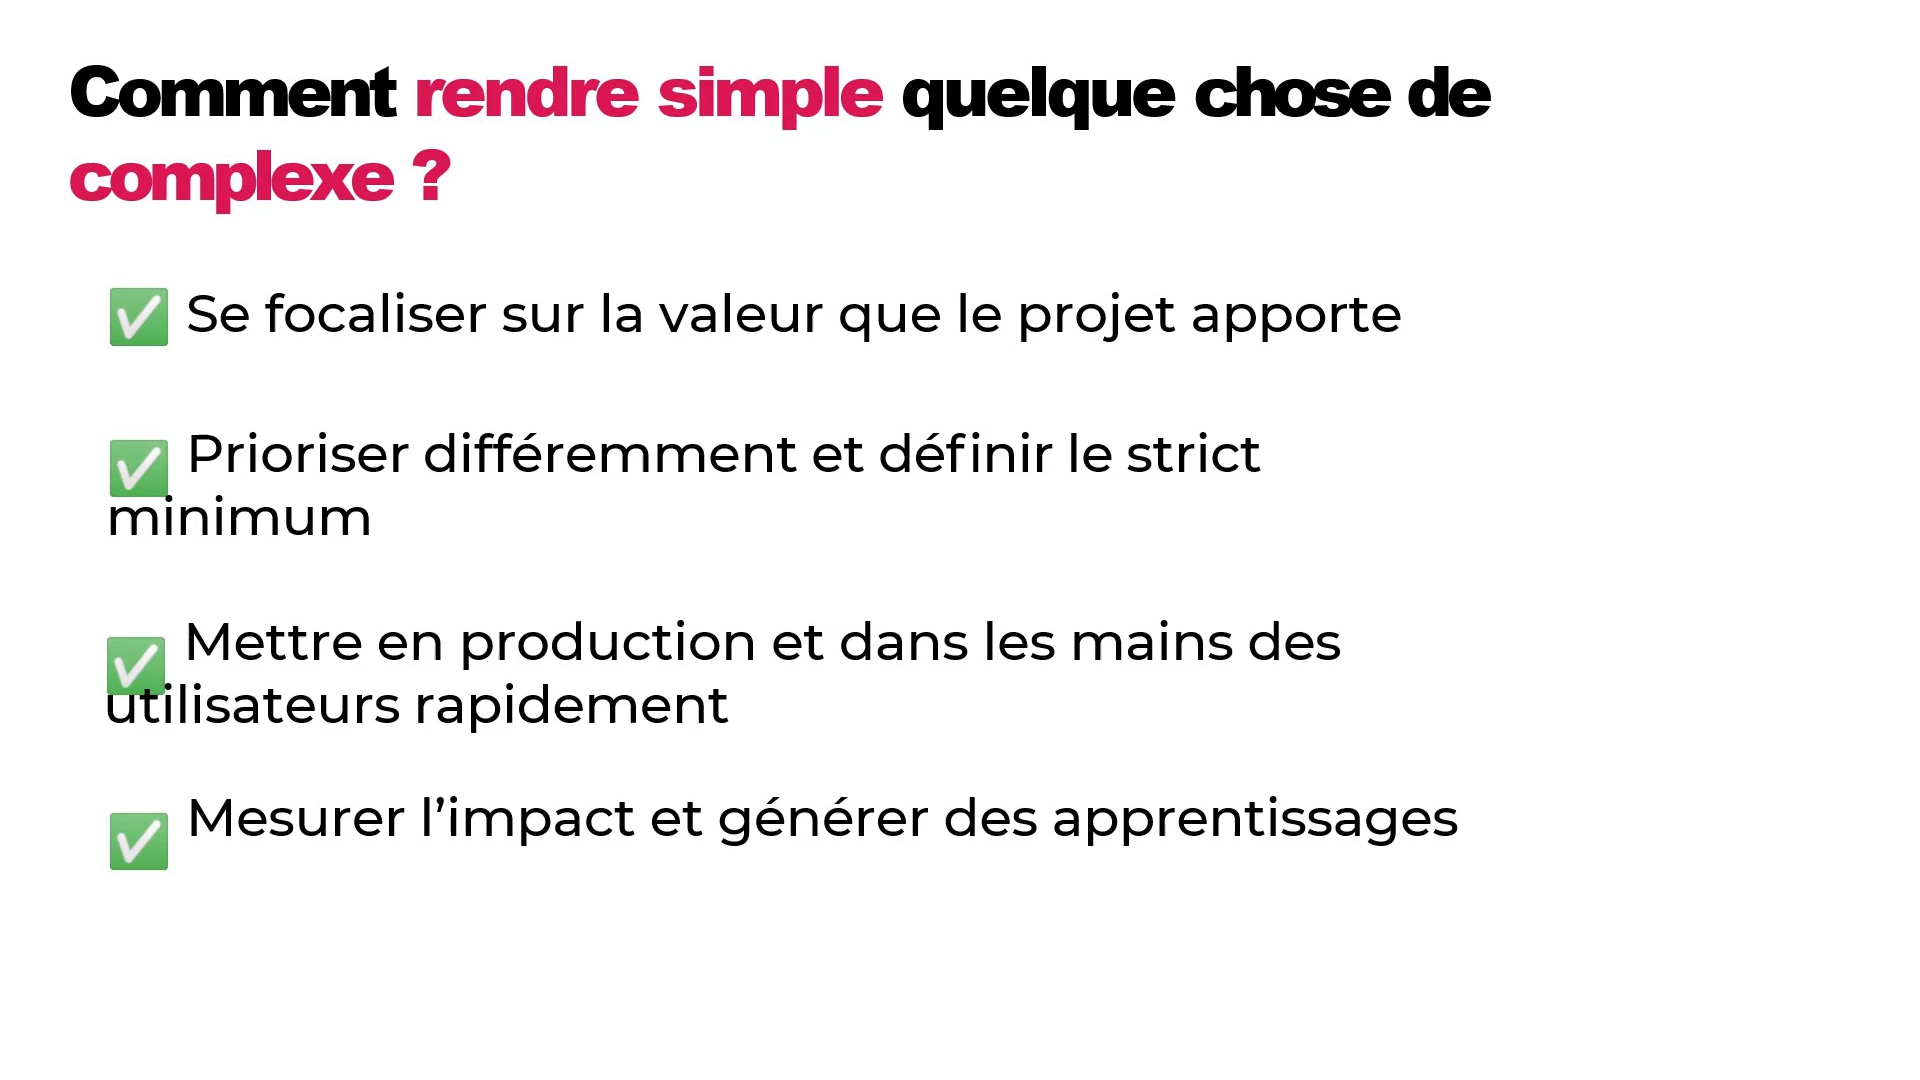 Comment rendre simple quelque chose de
complexe ?
✅ Se focaliser sur la valeur que le projet apporte
✅ Prioriser différemment et définir le strict
minimum
✅ Mettre en production et dans les mains des
utilisateurs rapidement
✅ Mesurer l’impact et générer des apprentissages